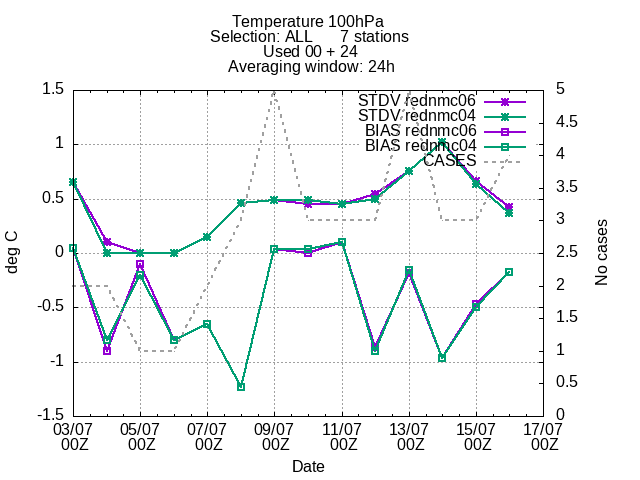 Temperature 100hPa
Selection: ALL 7 stations
Used 00 + 24
Averaging window: 24h
STDV rednmc06
STDV rednmc04
BIAS rednmc06
BIAS rednmc04
CASES
1.5
1
0.5
0
-0.5
-1
-1.5
deg C
5
4.5
4
3.5
3
2.5
2
1.5
1
0.5
0
No cases
03/07 05/07 07/07 09/07 11/07 13/07 15/07 17/07
00Z 00Z 00Z 00Z 00Z 00Z 00Z 00Z
Date